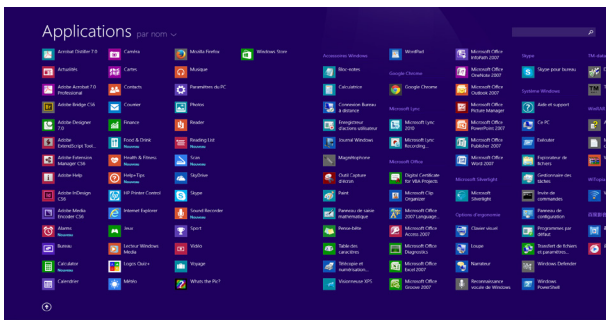 Applications par nom
Acrobat Distiller 7.0
Actualités
Adobe Acrobat 7.0
Professional
Adobe Bridge CS6
Adobe Designer
7.0
Adobe
ExtendScript Tool...
Adobe Extension
Manager CS6
Adobe Help
Adobe InDesign
CS6
Adobe Media
Encoder CS6
Alarms
Nouveau
Bureau
Calculator
Nouveau
Calendrier
Caméra
Cartes
Contacts
Courrier
Finance
Food & Drink
Nouveau
Health & Fitness
Nouveau
Help+Tips
Nouveau
HP Printer Control
Internet Explorer
Jeux
Lecteur Windows
Media
Logos Quizz
Météo
Mozilla Firefox
Musique
Paramètres du PC
Photos
Reader
Reading List
Nouveau
Scan
Nouveau
SkyDrive
Skype
Sound Recorder
Nouveau
Sport
Vidéo
Voyage
Whats the Pic?
Windows Store
Accessoires Windows
Bloc-notes
Calculatrice
Connexion Bureau
à distance
Enregistreur
d'actions utilisateur
Journal Windows
Magnétophone
Outil Capture
d'écran
Paint
Panneau de saisie
mathématique
Pense-bête
Table des
caractères
Télécopie et
numérisation...
Visionneuse XPS
WordPad
Google Chrome
Google Chrome
Microsoft Lync
Microsoft Lync
2010
Microsoft Lync
Recording...
Microsoft Office
Digital Certificate
for VBA Projects
Microsoft Clip
Organizer
Microsoft Office
2007 Language...
Microsoft Office
Access 2007
Microsoft Office
Diagnostics
Microsoft Office
Excel 2007
Microsoft Office
Groove 2007
Microsoft Office
InfoPath 2007
Microsoft Office
OneNote 2007
Microsoft Office
Outlook 2007
Microsoft Office
Picture Manager
Microsoft Office
PowerPoint 2007
Microsoft Office
Publisher 2007
Microsoft Office
Word 2007
Microsoft Silverlight
Microsoft
Silverlight
Options d'ergonomie
Clavier visuel
Loupe
Narrateur
Reconnaissance
vocale de Windows
Skype
Skype pour bureau
Système Windows
Aide et support
Ce PC
Exécuter
Explorateur de
fichiers
Gestionnaire des
tâches
Invite de
commandes
Panneau de
configuration
Programmes par
défaut
Transfert de fichiers
et paramètres...
Windows Defender
Windows
PowerShell